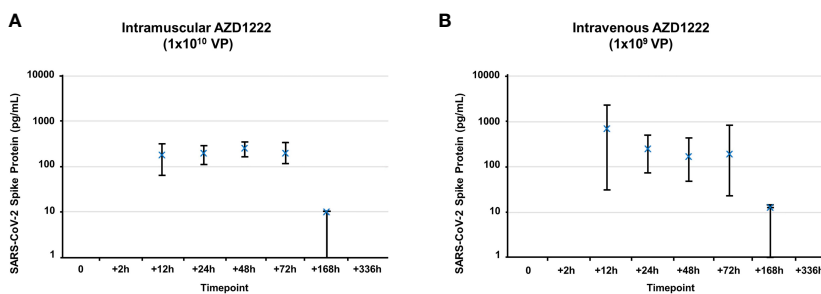 A
Intramuscular AZD1222
(1x10¹⁰ VP)
SARS-CoV-2 Spike Protein (pg/mL)
10000
1000
100
10
1
0 +2h +12h +24h +48h +72h +168h +336h
Timepoint
B
Intravenous AZD1222
(1x10⁹ VP)
SARS-CoV-2 Spike Protein (pg/mL)
10000
1000
100
10
1
0 +2h +12h +24h +48h +72h +168h +336h
Timepoint